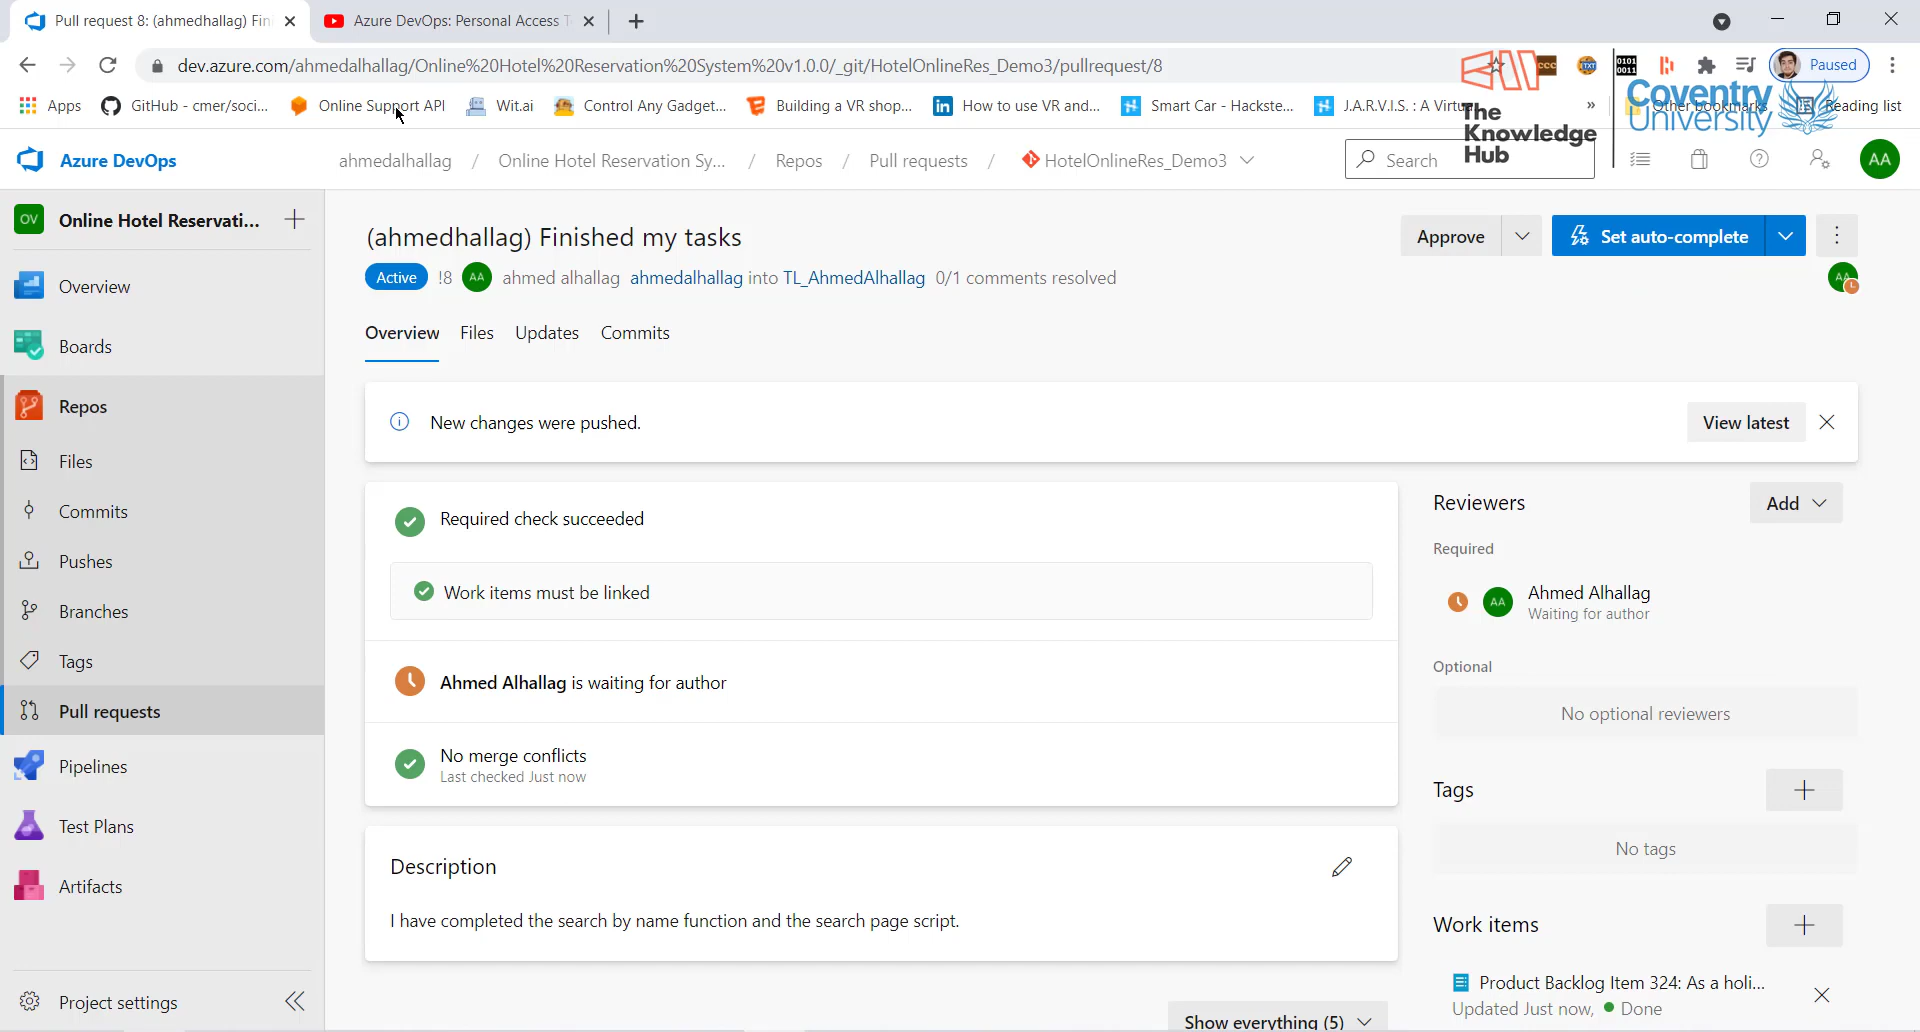 Pull request 8: (ahmedhallag) Fin
Azure DevOps: Personal Access T
dev.azure.com/ahmedalhallag/Online%20Hotel%20Reservation%20System%20v1.0.0/_git/HotelOnlineRes_Demo3/pullrequest/8
Paused
Apps
GitHub - cmer/soci...
Online Support API
Wit.ai
Control Any Gadget...
Building a VR shop...
How to use VR and...
Smart Car - Hackste...
J.A.R.V.I.S. : A Virtu
»
Other bookmarks
Reading list
The
Knowledge
Hub
Coventry
University
Azure DevOps
ahmedalhallag / Online Hotel Reservation Sy... / Repos / Pull requests / HotelOnlineRes_Demo3
Search
AA
OV
Online Hotel Reservati...
Overview
Boards
Repos
Files
Commits
Pushes
Branches
Tags
Pull requests
Pipelines
Test Plans
Artifacts
Project settings
(ahmedhallag) Finished my tasks
Approve
Set auto-complete
Active !8 AA ahmed alhallag ahmedalhallag into TL_AhmedAlhallag 0/1 comments resolved
AA
Overview Files Updates Commits
New changes were pushed.
View latest
Required check succeeded
Work items must be linked
Ahmed Alhallag is waiting for author
No merge conflicts
Last checked Just now
Description
I have completed the search by name function and the search page script.
Show everything (5)
Reviewers
Add
Required
AA
Ahmed Alhallag
Waiting for author
Optional
No optional reviewers
Tags
No tags
Work items
Product Backlog Item 324: As a holi...
Updated Just now, Done